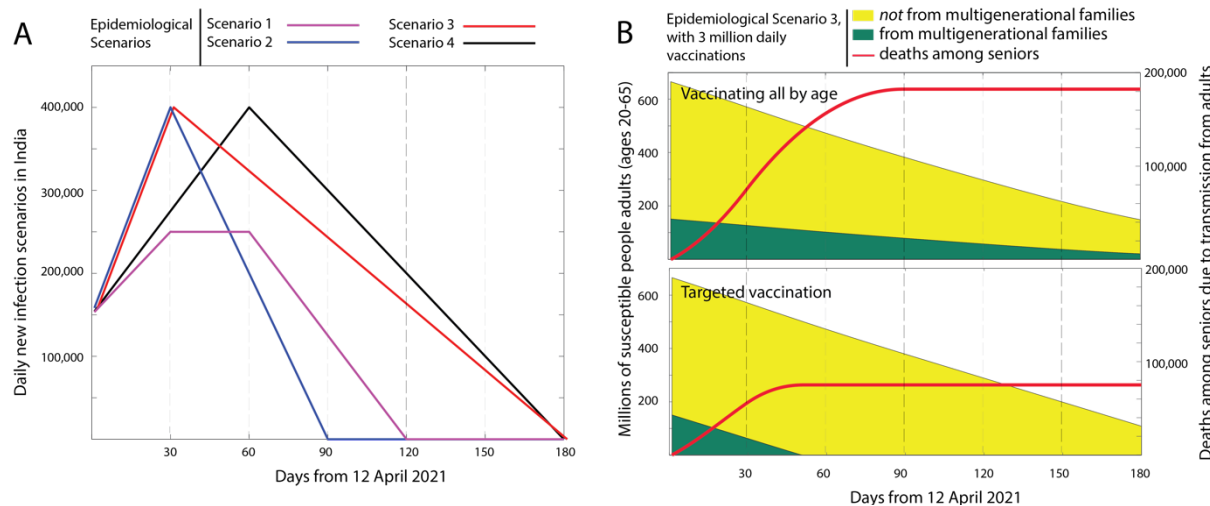 A
Epidemiological
Scenarios
Scenario 1
Scenario 2
Scenario 3
Scenario 4
Daily new infection scenarios in India
400,000
300,000
200,000
100,000
30
60
90
120
150
180
Days from 12 April 2021
B
Epidemiological Scenario 3,
with 3 million daily
vaccinations
not from multigenerational families
from multigenerational families
deaths among seniors
Millions of susceptible people adults (ages 20-65)
Vaccinating all by age
600
400
200
200,000
100,000
Targeted vaccination
600
400
200
200,000
100,000
30
60
90
120
150
180
Days from 12 April 2021
Deaths among seniors due to transmission from adults